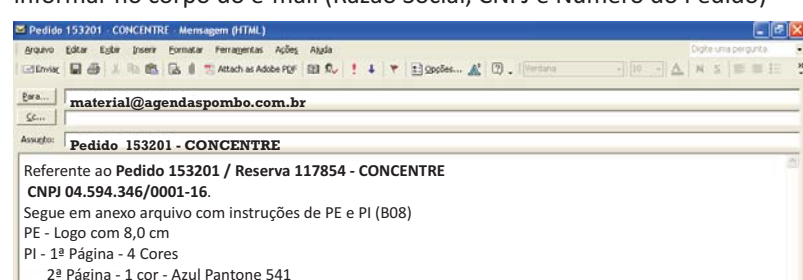 informar no corpo do e-mail (Razão Social, CNPJ e Número do Pedido)
Pedido 153201 - CONCENTRE - Mensagem (HTML)
Arquivo Editar Exibir Inserir Formatar Ferramentas Ações Ajuda Digite uma pergunta
Enviar Attach as Adobe PDF Opções... Verdana 10 A N S
Para... material@agendaspombo.com.br
Cc...
Assunto: Pedido 153201 - CONCENTRE
Referente ao Pedido 153201 / Reserva 117854 - CONCENTRE
CNPJ 04.594.346/0001-16.
Segue em anexo arquivo com instruções de PE e PI (B08)
PE - Logo com 8,0 cm
PI - 1ª Página - 4 Cores
2ª Página - 1 cor - Azul Pantone 541